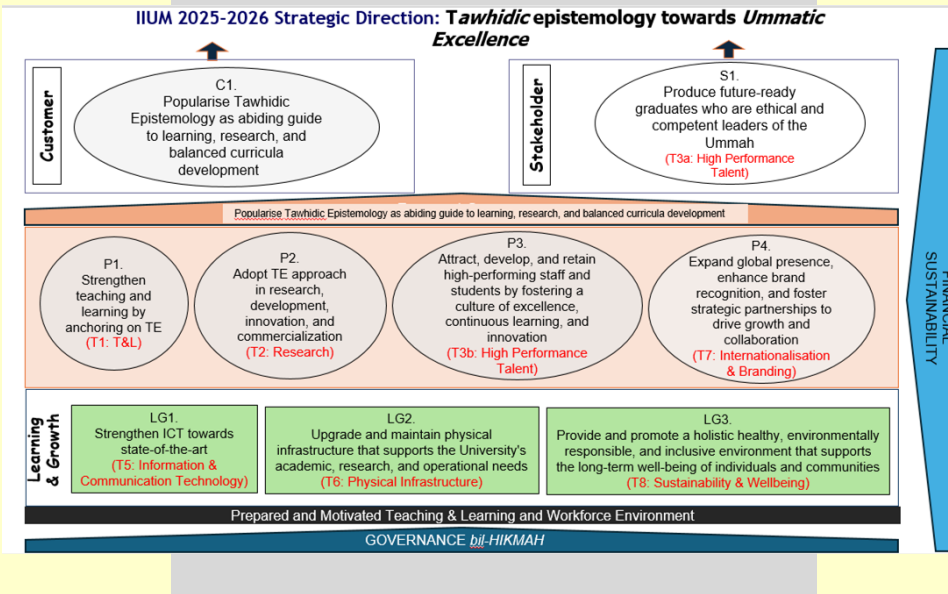 IIUM 2025-2026 Strategic Direction: Tawhidic epistemology towards Ummatic
Excellence
Customer
C1.
Popularise Tawhidic
Epistemology as abiding guide
to learning, research, and
balanced curricula
development
Stakeholder
S1.
Produce future-ready
graduates who are ethical and
competent leaders of the
Ummah
(T3a: High Performance
Talent)
Popularise Tawhidic Epistemology as abiding guide to learning, research, and balanced curricula development
P1.
Strengthen
teaching and
learning by
anchoring on TE
(T1: T&L)
P2.
Adopt TE approach
in research,
development,
innovation, and
commercialization
(T2: Research)
P3.
Attract, develop, and retain
high-performing staff and
students by fostering a
culture of excellence,
continuous learning, and
innovation
(T3b: High Performance
Talent)
P4.
Expand global presence,
enhance brand
recognition, and foster
strategic partnerships to
drive growth and
collaboration
(T7: Internationalisation
& Branding)
FINANCIAL
SUSTAINABILITY
Learning
& Growth
LG1.
Strengthen ICT towards
state-of-the-art
(T5: Information &
Communication Technology)
LG2.
Upgrade and maintain physical
infrastructure that supports the University's
academic, research, and operational needs
(T6: Physical Infrastructure)
LG3.
Provide and promote a holistic healthy, environmentally
responsible, and inclusive environment that supports
the long-term well-being of individuals and communities
(T8: Sustainability & Wellbeing)
Prepared and Motivated Teaching & Learning and Workforce Environment
GOVERNANCE bil-HIKMAH